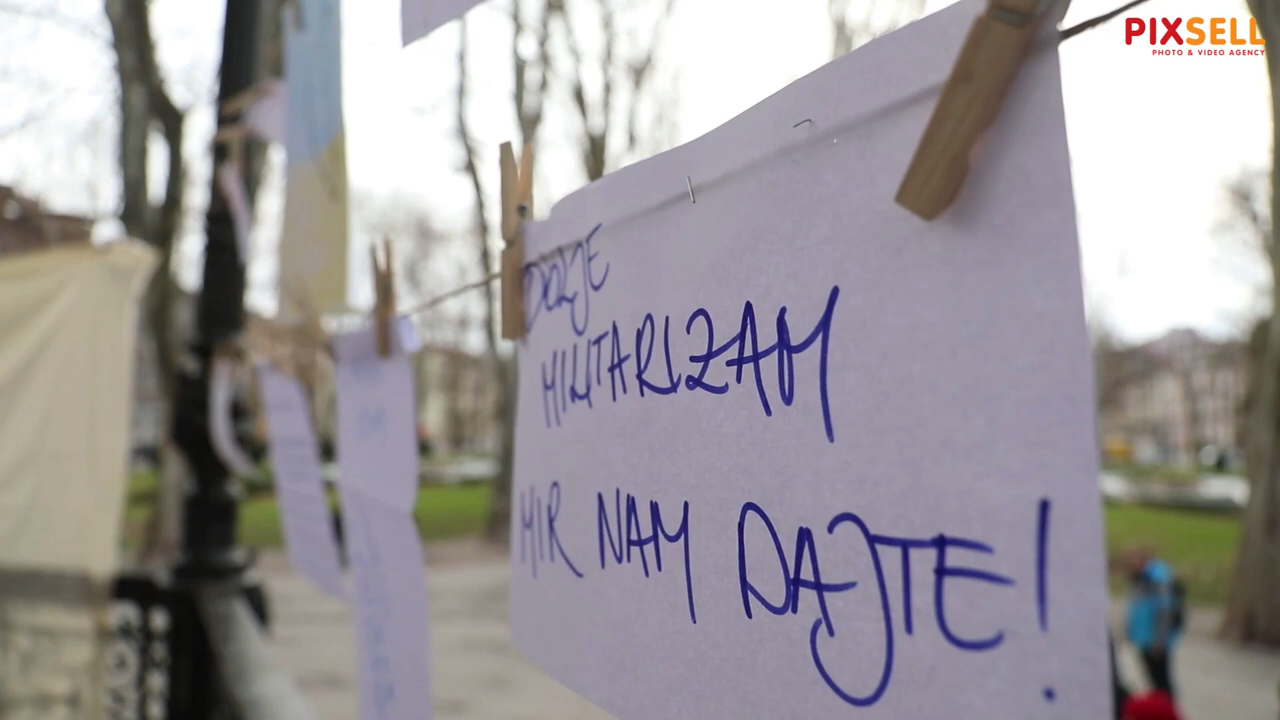 PIXSELL
PHOTO & VIDEO AGENCY
DOLJE
MILITARIZAM
MIR NAM DAJTE!